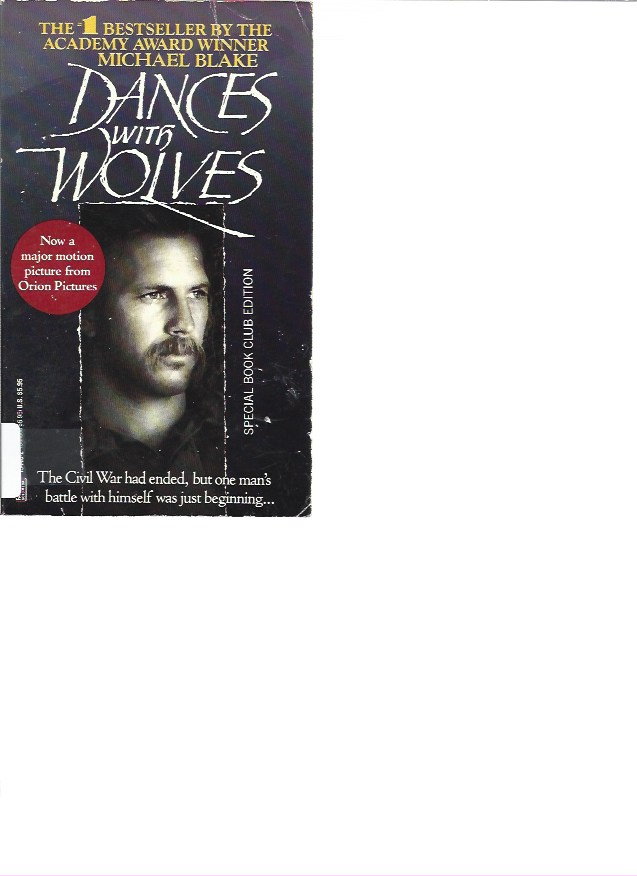 THE #1 BESTSELLER BY THE
ACADEMY AWARD WINNER
MICHAEL BLAKE
DANCES
WITH
WOLVES
Now a
major motion
picture from
Orion Pictures
SPECIAL BOOK CLUB EDITION
U.S. $5.95
The Civil War had ended, but one man's
battle with himself was just beginning...